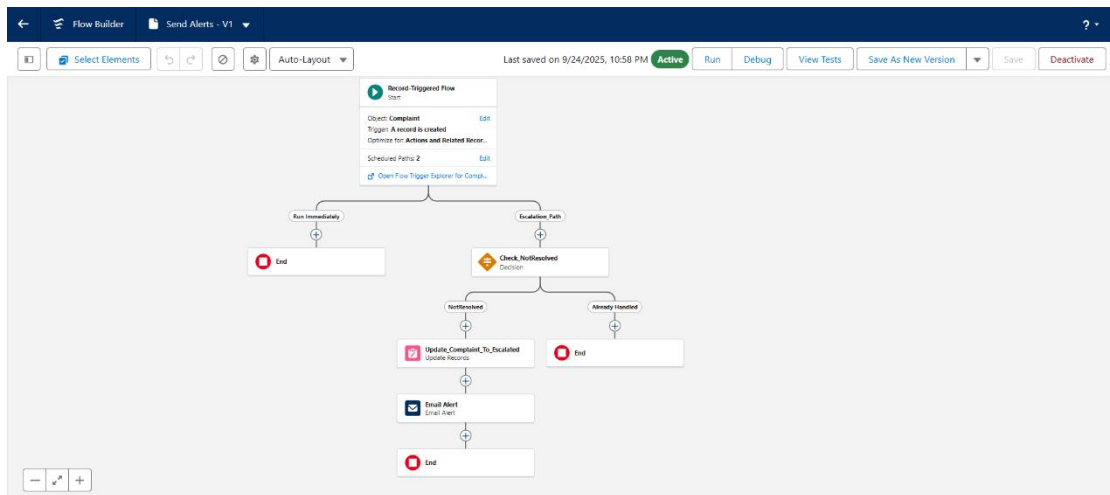 Flow Builder
Send Alerts - V1
?
Select Elements
Auto-Layout
Last saved on 9/24/2025, 10:58 PM
Active
Run
Debug
View Tests
Save As New Version
Save
Deactivate
Record-Triggered Flow
Start
Object: Complaint
Edit
Trigger: A record is created
Optimize for: Actions and Related Recor...
Scheduled Paths: 2
Edit
Open Flow Trigger Explorer for Compl...
Run Immediately
Escalation_Path
End
Check_NotResolved
Decision
NotResolved
Already Handled
Update_Complaint_To_Escalated
Update Records
End
Email Alert
Email Alert
End